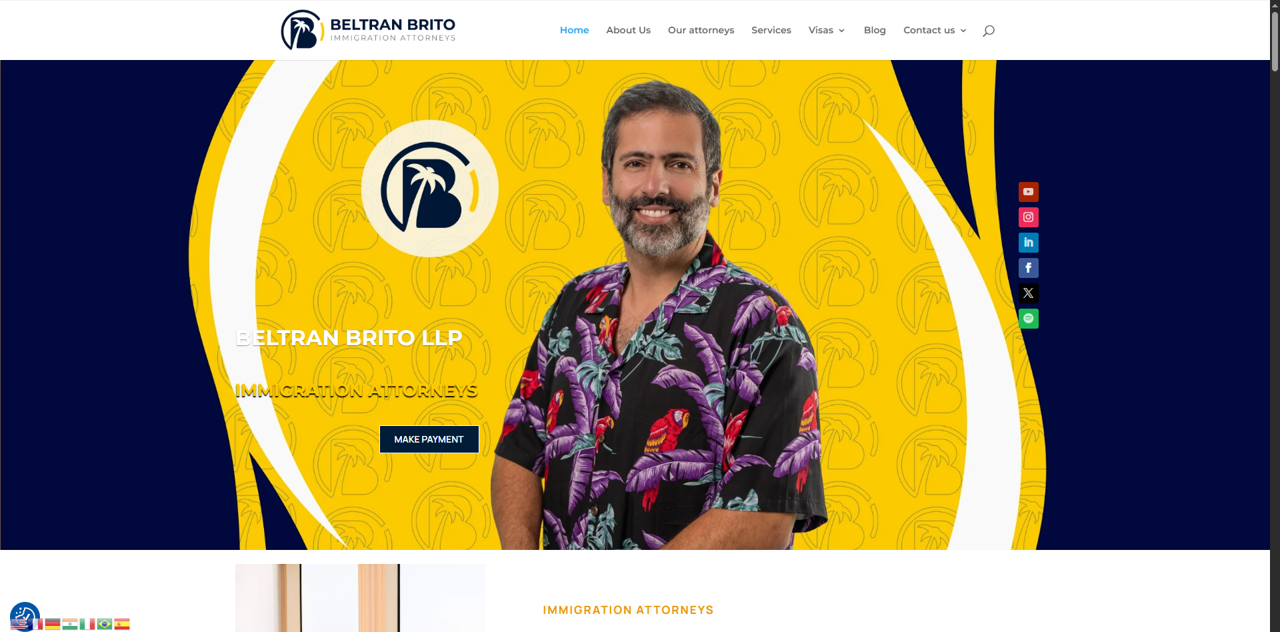 BELTRAN BRITO
IMMIGRATION ATTORNEYS
Home
About Us
Our attorneys
Services
Visas
Blog
Contact us
BELTRAN BRITO LLP
IMMIGRATION ATTORNEYS
MAKE PAYMENT
IMMIGRATION ATTORNEYS